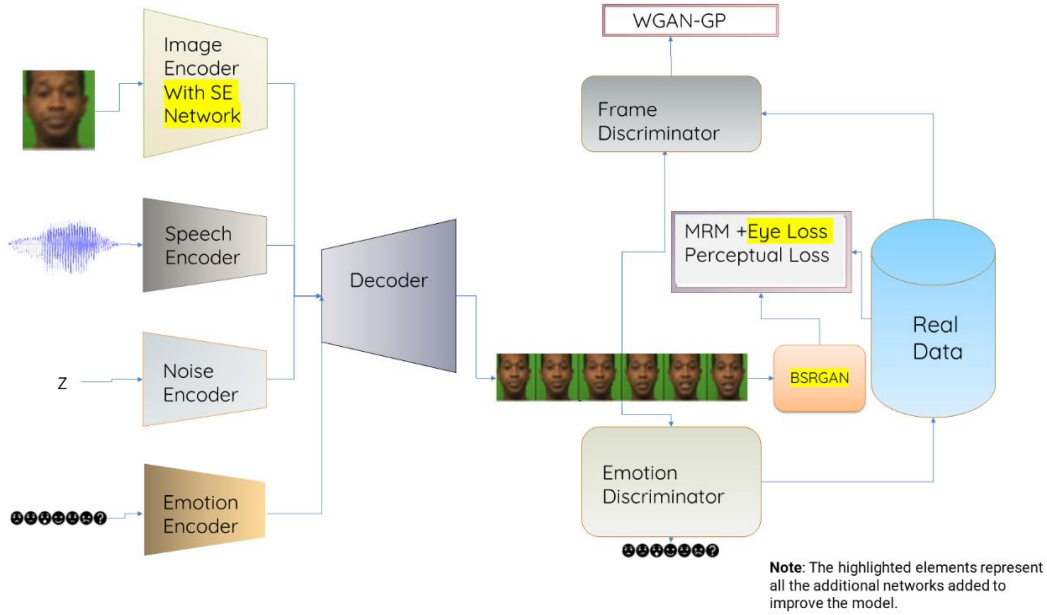 Image
Encoder
With SE
Network
Speech
Encoder
Z
Noise
Encoder
Emotion
Encoder
Decoder
WGAN-GP
Frame
Discriminator
MRM +Eye Loss
Perceptual Loss
Real
Data
BSRGAN
Emotion
Discriminator
Note: The highlighted elements represent
all the additional networks added to
improve the model.